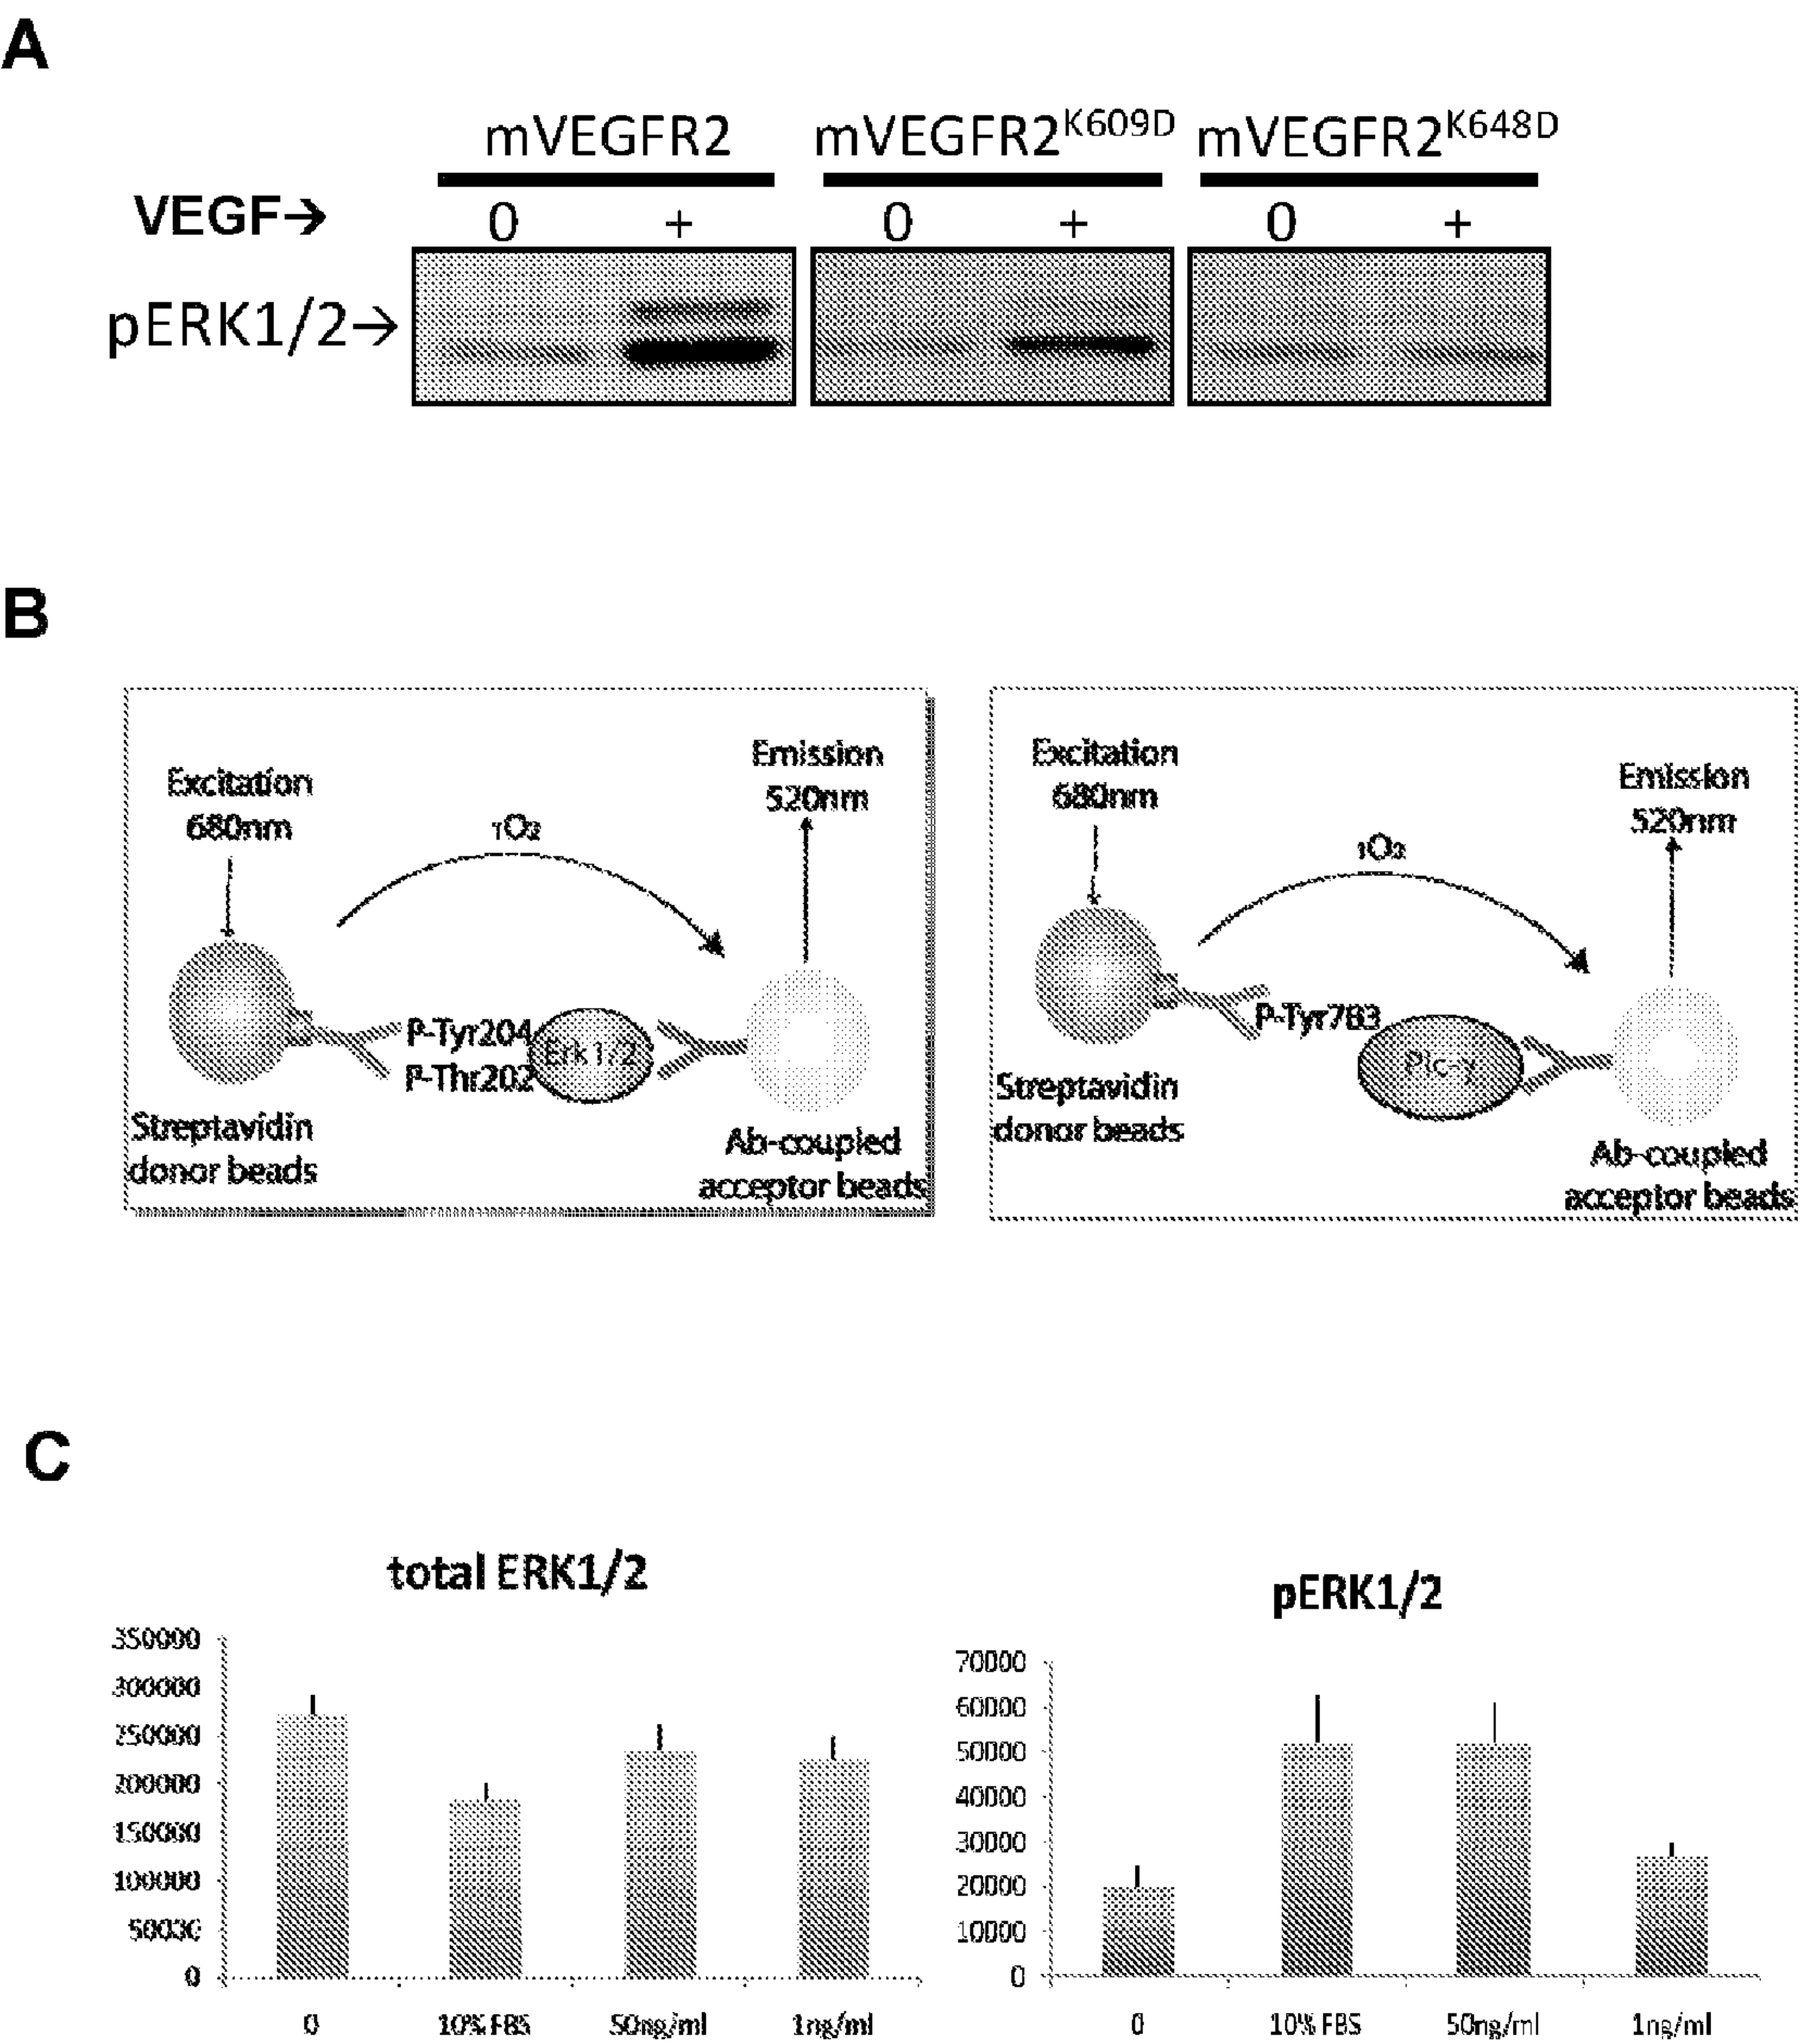 A
mVEGFR2 mVEGFR2K609D mVEGFR2K648D
VEGF→ 0 + 0 + 0 +
pERK1/2→
B
Excitation
680nm
1O2
Emission
520nm
P-Tyr204
P-Thr202
Erk1/2
Streptavidin
donor beads
Ab-coupled
acceptor beads
Excitation
680nm
1O2
Emission
520nm
P-Tyr783
Plc-γ
Streptavidin
donor beads
Ab-coupled
acceptor beads
C
total ERK1/2
350000
300000
250000
200000
150000
100000
50000
0
0 10% FBS 50ng/ml 1ng/ml
pERK1/2
70000
60000
50000
40000
30000
20000
10000
0
0 10% FBS 50ng/ml 1ng/ml